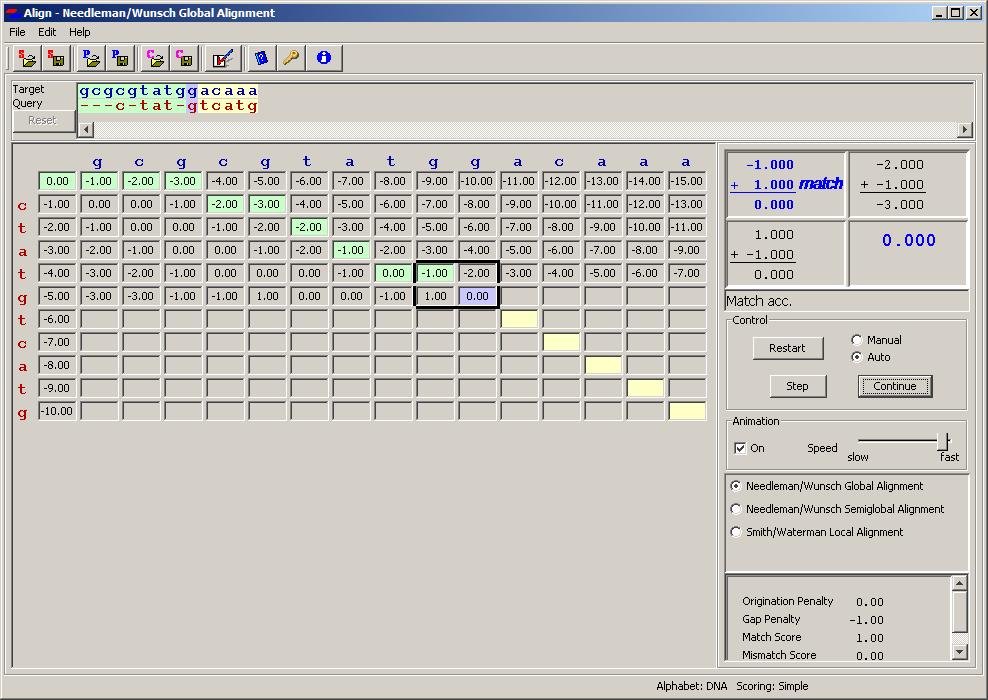 Align - Needleman/Wunsch Global Alignment
File Edit Help
S S P P C C
Target gcgcgtatggacaaa
Query ---c-tat-gtcatg
Reset
g c g c g t a t g g a c a a a
0.00 -1.00 -2.00 -3.00 -4.00 -5.00 -6.00 -7.00 -8.00 -9.00 -10.00 -11.00 -12.00 -13.00 -14.00 -15.00
c -1.00 0.00 0.00 -1.00 -2.00 -3.00 -4.00 -5.00 -6.00 -7.00 -8.00 -9.00 -10.00 -11.00 -12.00 -13.00
t -2.00 -1.00 0.00 0.00 -1.00 -2.00 -2.00 -3.00 -4.00 -5.00 -6.00 -7.00 -8.00 -9.00 -10.00 -11.00
a -3.00 -2.00 -1.00 0.00 0.00 -1.00 -2.00 -1.00 -2.00 -3.00 -4.00 -5.00 -6.00 -7.00 -8.00 -9.00
t -4.00 -3.00 -2.00 -1.00 0.00 0.00 0.00 -1.00 0.00 -1.00 -2.00 -3.00 -4.00 -5.00 -6.00 -7.00
g -5.00 -3.00 -3.00 -1.00 -1.00 1.00 0.00 0.00 -1.00 1.00 0.00
t -6.00
c -7.00
a -8.00
t -9.00
g -10.00
-1.000
+ 1.000 match
0.000
-2.000
+ -1.000
-3.000
1.000
+ -1.000
0.000
0.000
Match acc.
Control
Restart
Manual
Auto
Step
Continue
Animation
On
Speed
slow
fast
Needleman/Wunsch Global Alignment
Needleman/Wunsch Semiglobal Alignment
Smith/Waterman Local Alignment
Origination Penalty 0.00
Gap Penalty -1.00
Match Score 1.00
Mismatch Score 0.00
Alphabet: DNA Scoring: Simple